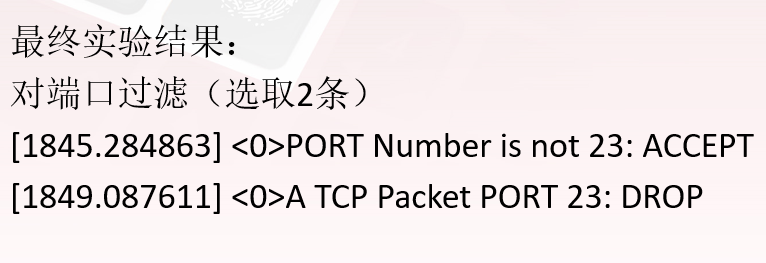 最终实验结果：
对端口过滤（选取2条）
[1845.284863] <0>PORT Number is not 23: ACCEPT
[1849.087611] <0>A TCP Packet PORT 23: DROP